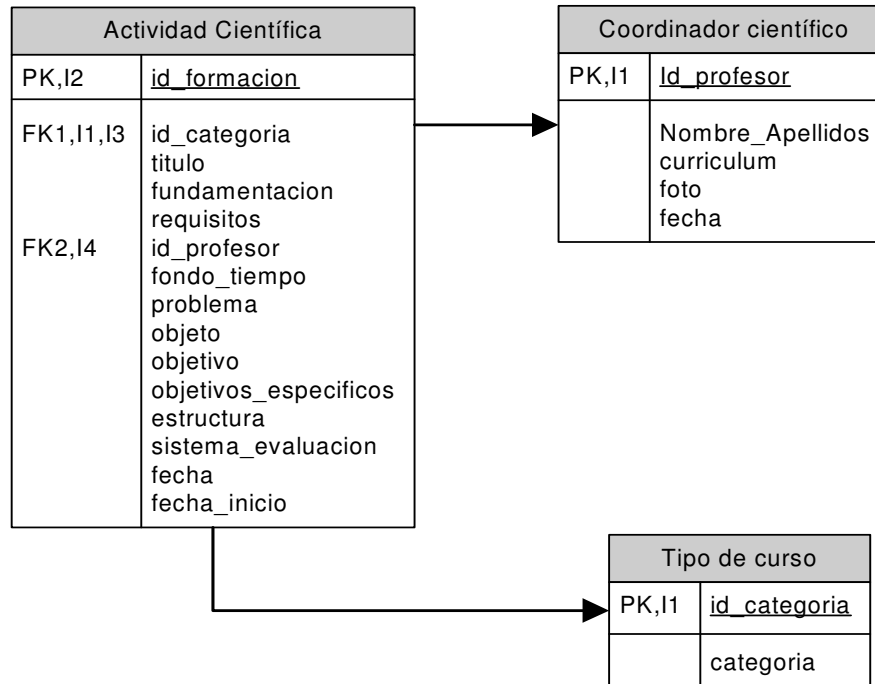 Actividad Científica
PK,I2 id_formacion
FK1,I1,I3 id_categoria
titulo
fundamentacion
requisitos
FK2,I4 id_profesor
fondo_tiempo
problema
objeto
objetivo
objetivos_especificos
estructura
sistema_evaluacion
fecha
fecha_inicio
Coordinador científico
PK,I1 Id_profesor
Nombre_Apellidos
curriculum
foto
fecha
Tipo de curso
PK,I1 id_categoria
categoria